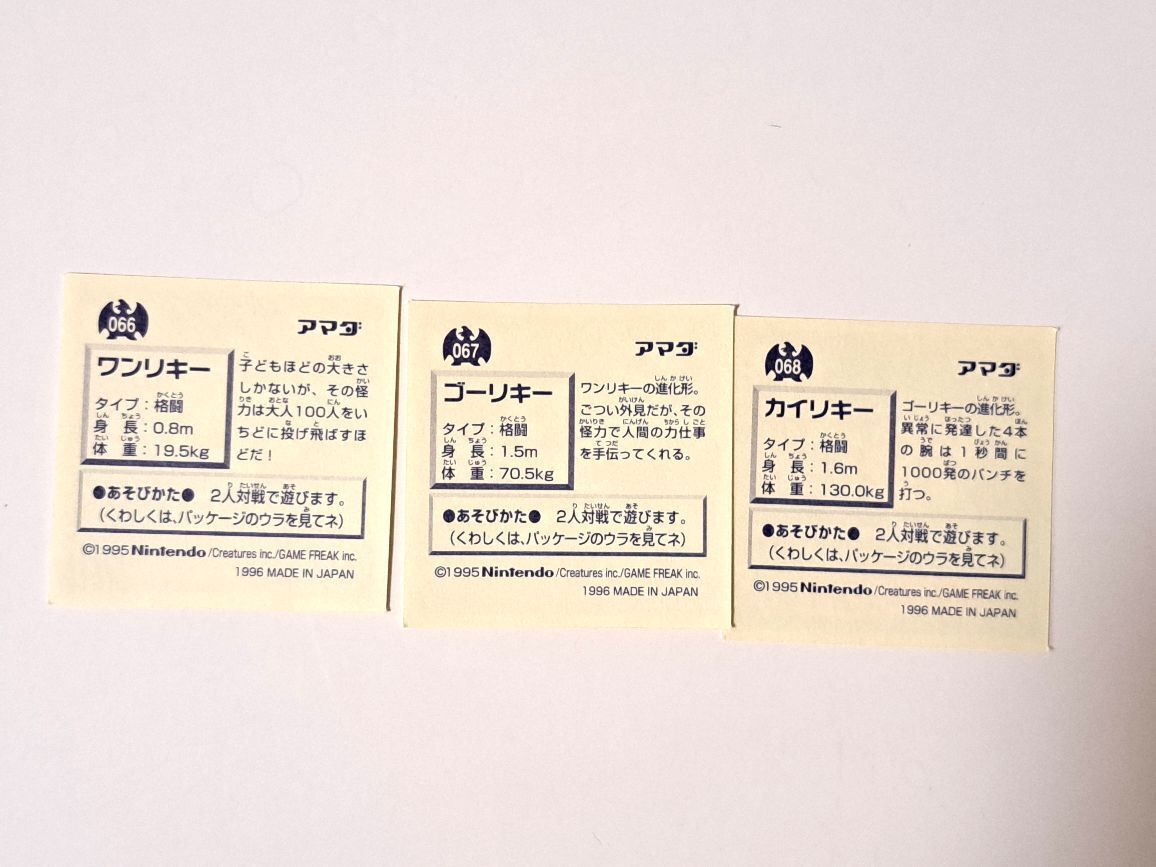 066
アマダ
ワンリキー
タイプ：格闘
身　長：0.8m
体　重：19.5kg
子どもほどの大きさ
しかないが、その怪
力は大人100人をい
ちどに投げ飛ばすほ
どだ！
●あそびかた●　2人対戦で遊びます。
（くわしくは、パッケージのウラを見てネ）
©1995 Nintendo/Creatures inc./GAME FREAK inc.
1996 MADE IN JAPAN
067
アマダ
ゴーリキー
タイプ：格闘
身　長：1.5m
体　重：70.5kg
ワンリキーの進化形。
ごつい外見だが、その
怪力で人間の力仕事
を手伝ってくれる。
●あそびかた●　2人対戦で遊びます。
（くわしくは、パッケージのウラを見てネ）
©1995 Nintendo/Creatures inc./GAME FREAK inc.
1996 MADE IN JAPAN
068
アマダ
カイリキー
タイプ：格闘
身　長：1.6m
体　重：130.0kg
ゴーリキーの進化形。
異常に発達した4本
の腕は1秒間に
1000発のパンチを
打つ。
●あそびかた●　2人対戦で遊びます。
（くわしくは、パッケージのウラを見てネ）
©1995 Nintendo/Creatures inc./GAME FREAK inc.
1996 MADE IN JAPAN